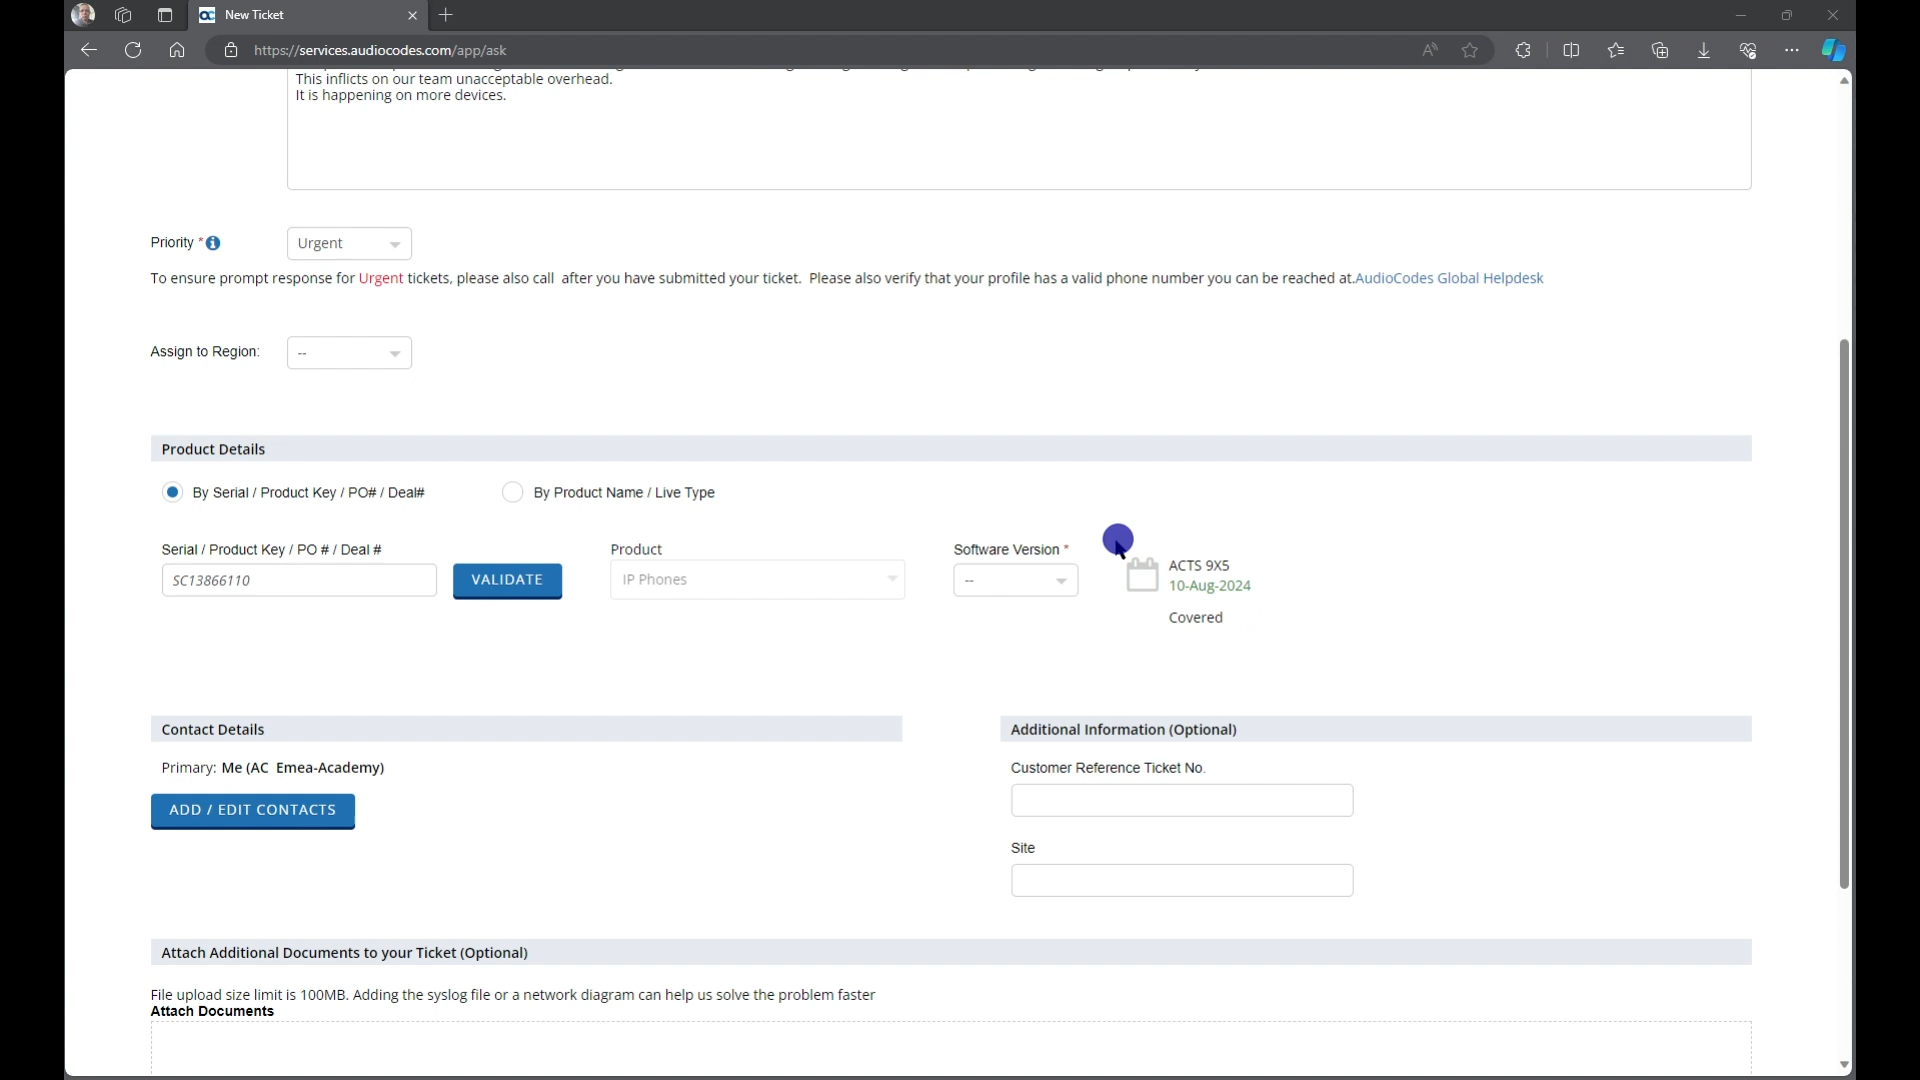 New Ticket
https://services.audiocodes.com/app/ask
This inflicts on our team unacceptable overhead.
It is happening on more devices.
Priority *
Urgent
To ensure prompt response for Urgent tickets, please also call after you have submitted your ticket. Please also verify that your profile has a valid phone number you can be reached at.AudioCodes Global Helpdesk
Assign to Region:
--
Product Details
By Serial / Product Key / PO# / Deal#
By Product Name / Live Type
Serial / Product Key / PO # / Deal #
Product
Software Version *
SC13866110
VALIDATE
IP Phones
--
ACTS 9X5
10-Aug-2024
Covered
Contact Details
Additional Information (Optional)
Primary: Me (AC Emea-Academy)
Customer Reference Ticket No.
ADD / EDIT CONTACTS
Site
Attach Additional Documents to your Ticket (Optional)
File upload size limit is 100MB. Adding the syslog file or a network diagram can help us solve the problem faster
Attach Documents